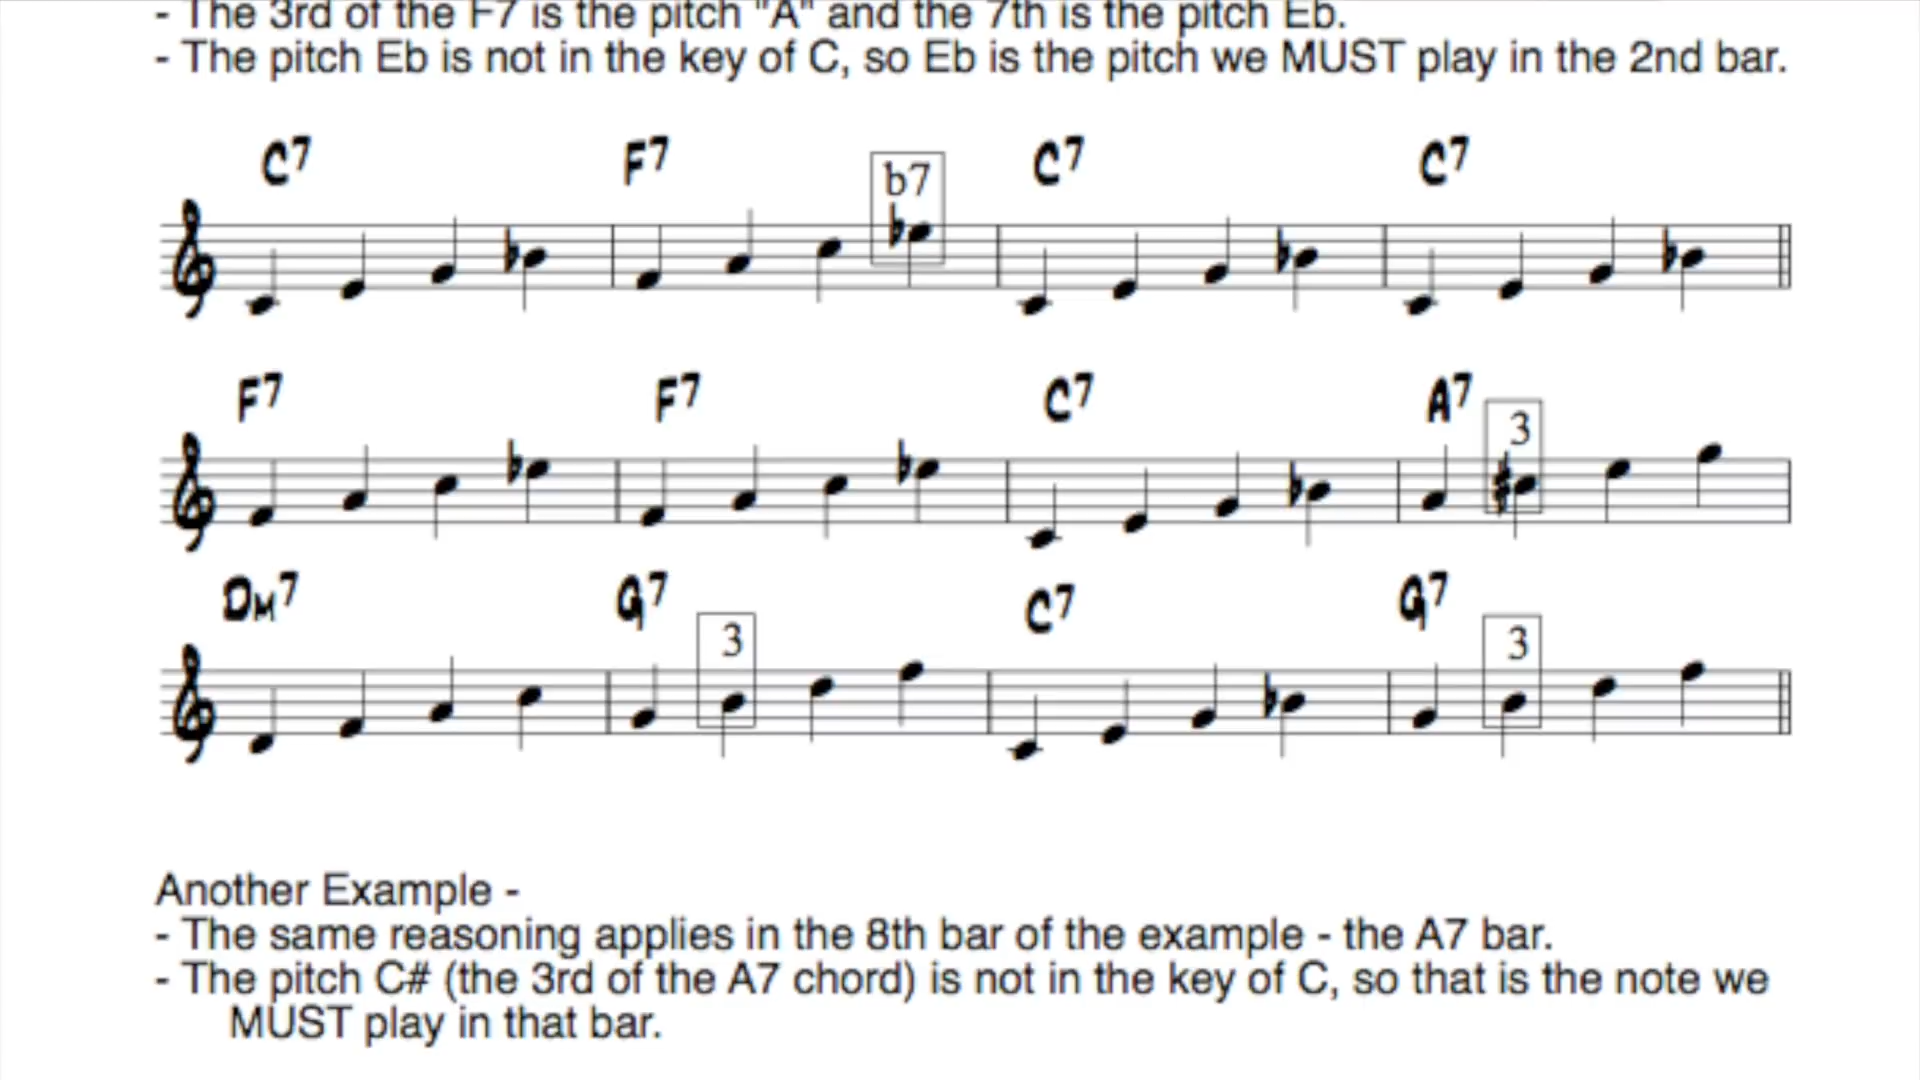 - The 3rd of the F7 is the pitch "A" and the 7th is the pitch Eb.
- The pitch Eb is not in the key of C, so Eb is the pitch we MUST play in the 2nd bar.
C7 F7 b7 C7 C7
F7 F7 C7 A7 3
DM7 G7 3 C7 G7 3
Another Example -
- The same reasoning applies in the 8th bar of the example - the A7 bar.
- The pitch C# (the 3rd of the A7 chord) is not in the key of C, so that is the note we
MUST play in that bar.